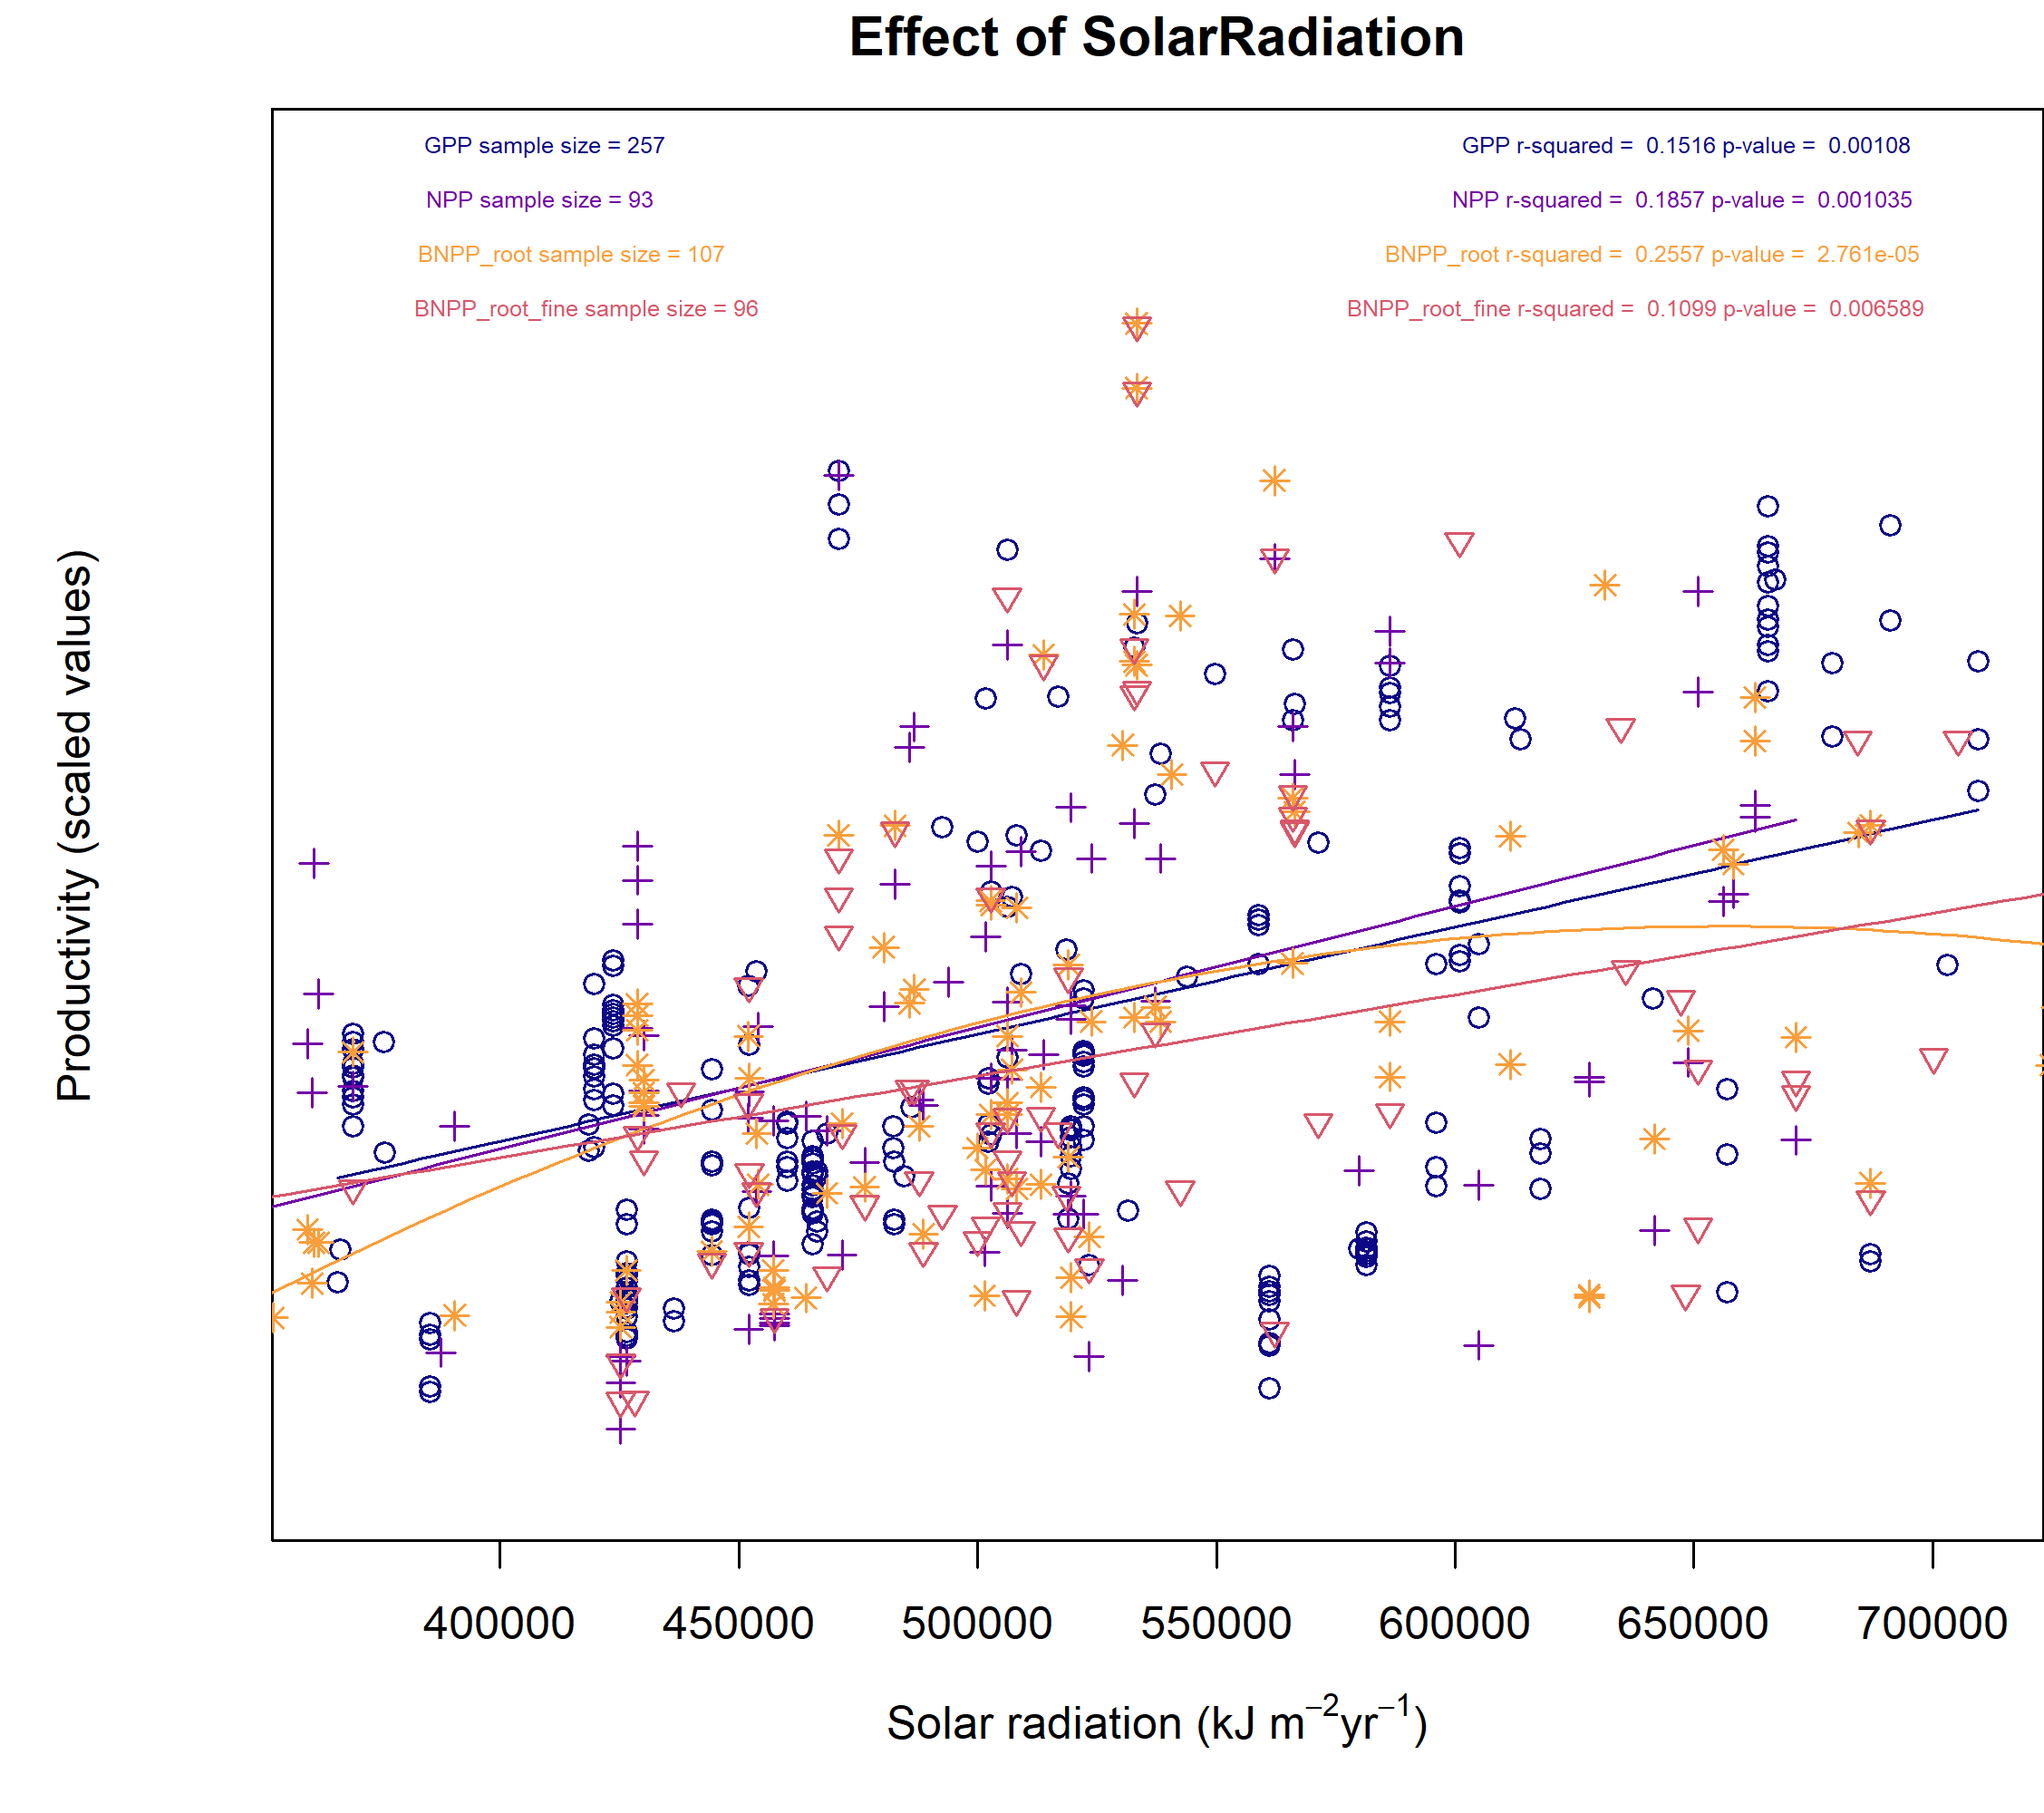 Effect of SolarRadiation
GPP sample size = 257
GPP r-squared =  0.1516 p-value =  0.00108
NPP sample size = 93
NPP r-squared =  0.1857 p-value =  0.001035
BNPP_root sample size = 107
BNPP_root r-squared =  0.2557 p-value =  2.761e-05
BNPP_root_fine sample size = 96
BNPP_root_fine r-squared =  0.1099 p-value =  0.006589
Productivity (scaled values)
400000 450000 500000 550000 600000 650000 700000
Solar radiation (kJ m⁻²yr⁻¹)